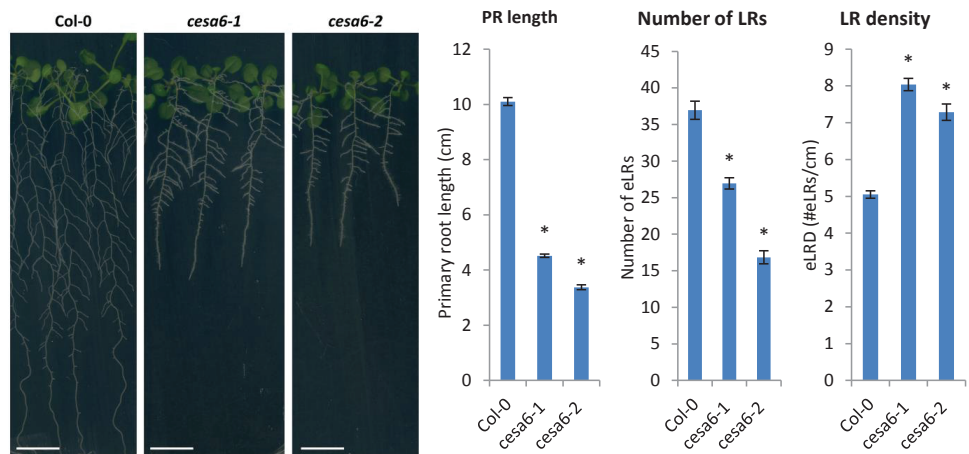 Col-0
cesa6-1
cesa6-2
PR length
Primary root length (cm)
12
10
8
6
4
2
0
*
*
Col-0
cesa6-1
cesa6-2
Number of LRs
Number of eLRs
45
40
35
30
25
20
15
10
5
0
*
*
Col-0
cesa6-1
cesa6-2
LR density
eLRD (#eLRs/cm)
9
8
7
6
5
4
3
2
1
0
*
*
Col-0
cesa6-1
cesa6-2